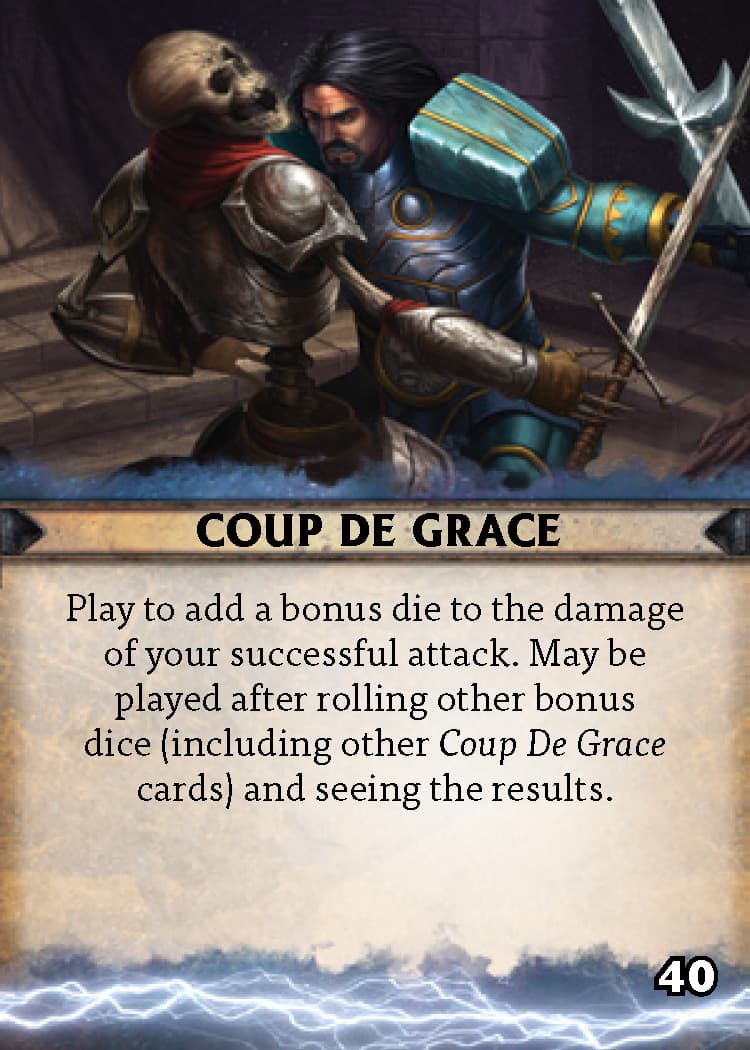 COUP DE GRACE
Play to add a bonus die to the damage
of your successful attack. May be
played after rolling other bonus
dice (including other Coup De Grace
cards) and seeing the results.
40